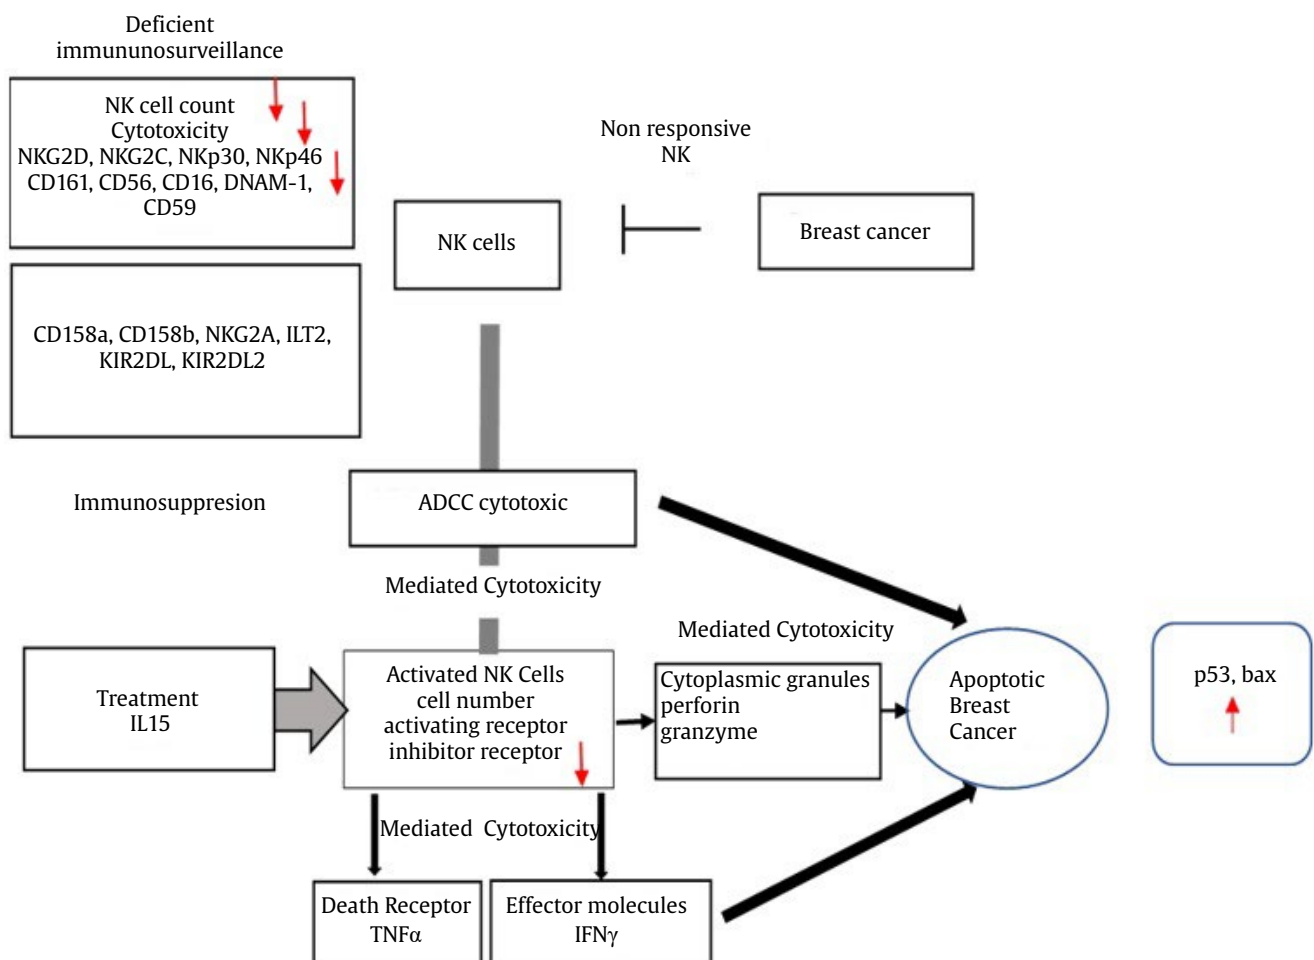 Deficient
immununosurveillance
NK cell count
Cytotoxicity
NKG2D, NKG2C, NKp30, NKp46
CD161, CD56, CD16, DNAM-1,
CD59
Non responsive
NK
NK cells
Breast cancer
CD158a, CD158b, NKG2A, ILT2,
KIR2DL, KIR2DL2
Immunosuppresion
ADCC cytotoxic
Mediated Cytotoxicity
Mediated Cytotoxicity
Treatment
IL15
Activated NK Cells
cell number
activating receptor
inhibitor receptor
Cytoplasmic granules
perforin
granzyme
Apoptotic
Breast
Cancer
p53, bax
Mediated Cytotoxicity
Death Receptor
TNFα
Effector molecules
IFNγ